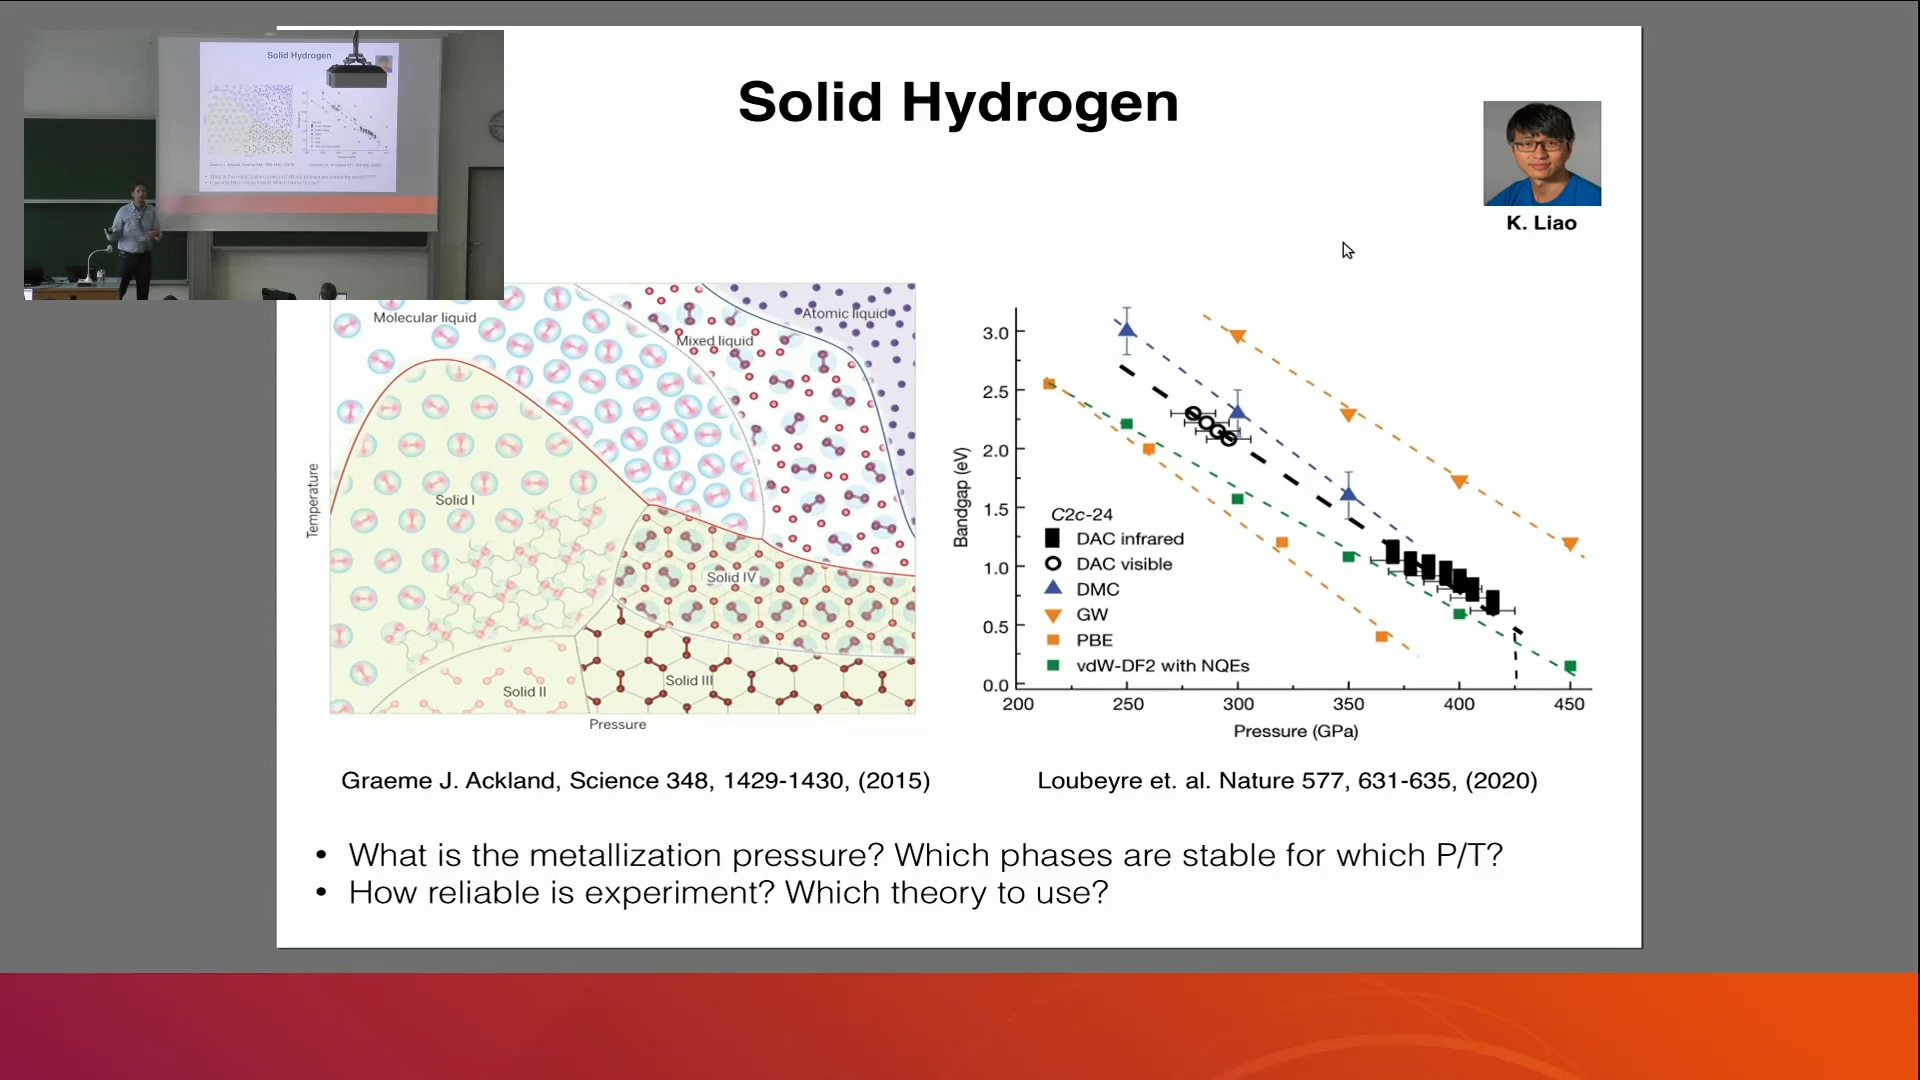 Solid Hydrogen
Solid Hydrogen
K. Liao
Molecular liquid
Mixed liquid
Atomic liquid
Solid I
Solid IV
Solid II
Solid III
Temperature
Pressure
Graeme J. Ackland, Science 348, 1429-1430, (2015)
Bandgap (eV)
3.0
2.5
2.0
1.5
1.0
0.5
0.0
C2c-24
DAC infrared
DAC visible
DMC
GW
PBE
vdW-DF2 with NQEs
200 250 300 350 400 450
Pressure (GPa)
Loubeyre et. al. Nature 577, 631-635, (2020)
• What is the metallization pressure? Which phases are stable for which P/T?
• How reliable is experiment? Which theory to use?